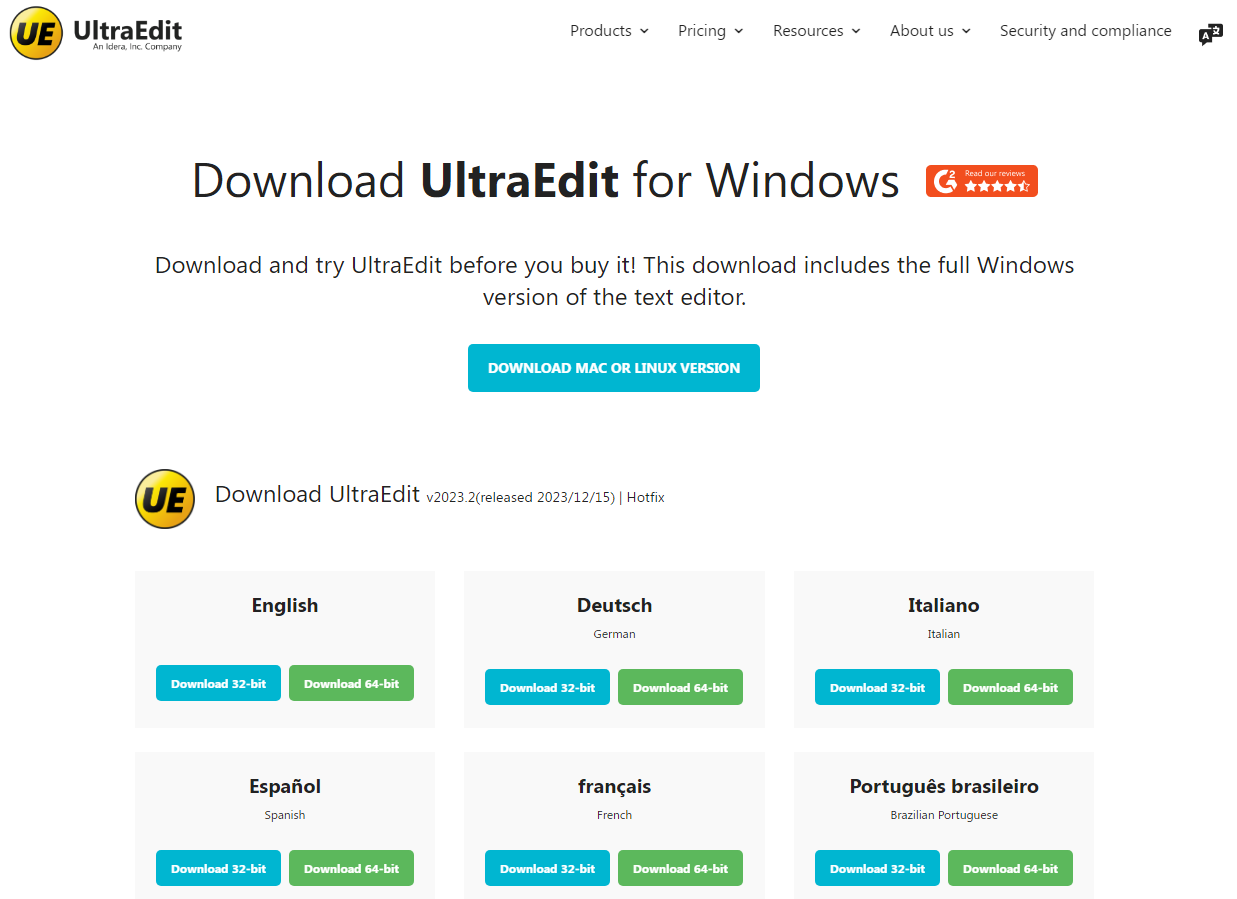 UE UltraEdit
An Idera, Inc. Company
Products Pricing Resources About us Security and compliance
A
Download UltraEdit for Windows
G2 Read our reviews
Download and try UltraEdit before you buy it! This download includes the full Windows
version of the text editor.
DOWNLOAD MAC OR LINUX VERSION
UE Download UltraEdit v2023.2(released 2023/12/15) | Hotfix
English
Download 32-bit Download 64-bit
Deutsch
German
Download 32-bit Download 64-bit
Italiano
Italian
Download 32-bit Download 64-bit
Español
Spanish
Download 32-bit Download 64-bit
français
French
Download 32-bit Download 64-bit
Português brasileiro
Brazilian Portuguese
Download 32-bit Download 64-bit